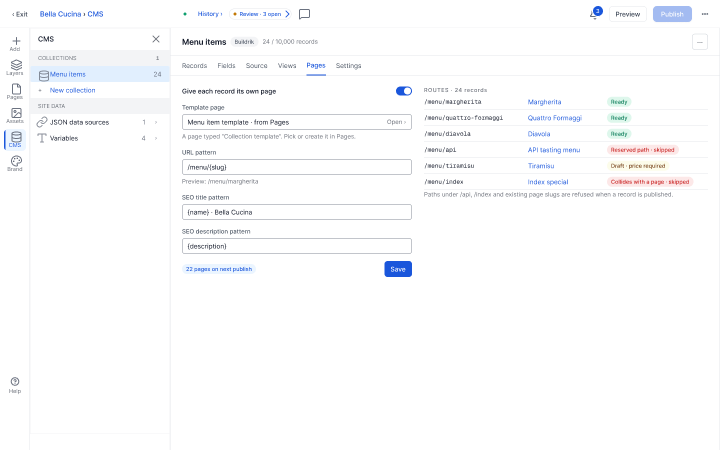 ‹ Exit
Bella Cucina › CMS
History ›
Review · 3 open
3
Preview
Publish
Add
Layers
Pages
Assets
CMS
Brand
Help
CMS
COLLECTIONS 1
Menu items 24
+ New collection
SITE DATA
JSON data sources 1
Variables 4
Menu items Buildrik 24 / 10,000 records
Records Fields Source Views Pages Settings
Give each record its own page
Template page
Menu item template · from Pages Open ›
A page typed "Collection template". Pick or create it in Pages.
URL pattern
/menu/{slug}
Preview: /menu/margherita
SEO title pattern
{name} · Bella Cucina
SEO description pattern
{description}
22 pages on next publish
Save
ROUTES · 24 records
/menu/margherita Margherita Ready
/menu/quattro-formaggi Quattro Formaggi Ready
/menu/diavola Diavola Ready
/menu/api API tasting menu Reserved path · skipped
/menu/tiramisu Tiramisu Draft · price required
/menu/index Index special Collides with a page · skipped
Paths under /api, /index and existing page slugs are refused when a record is published.